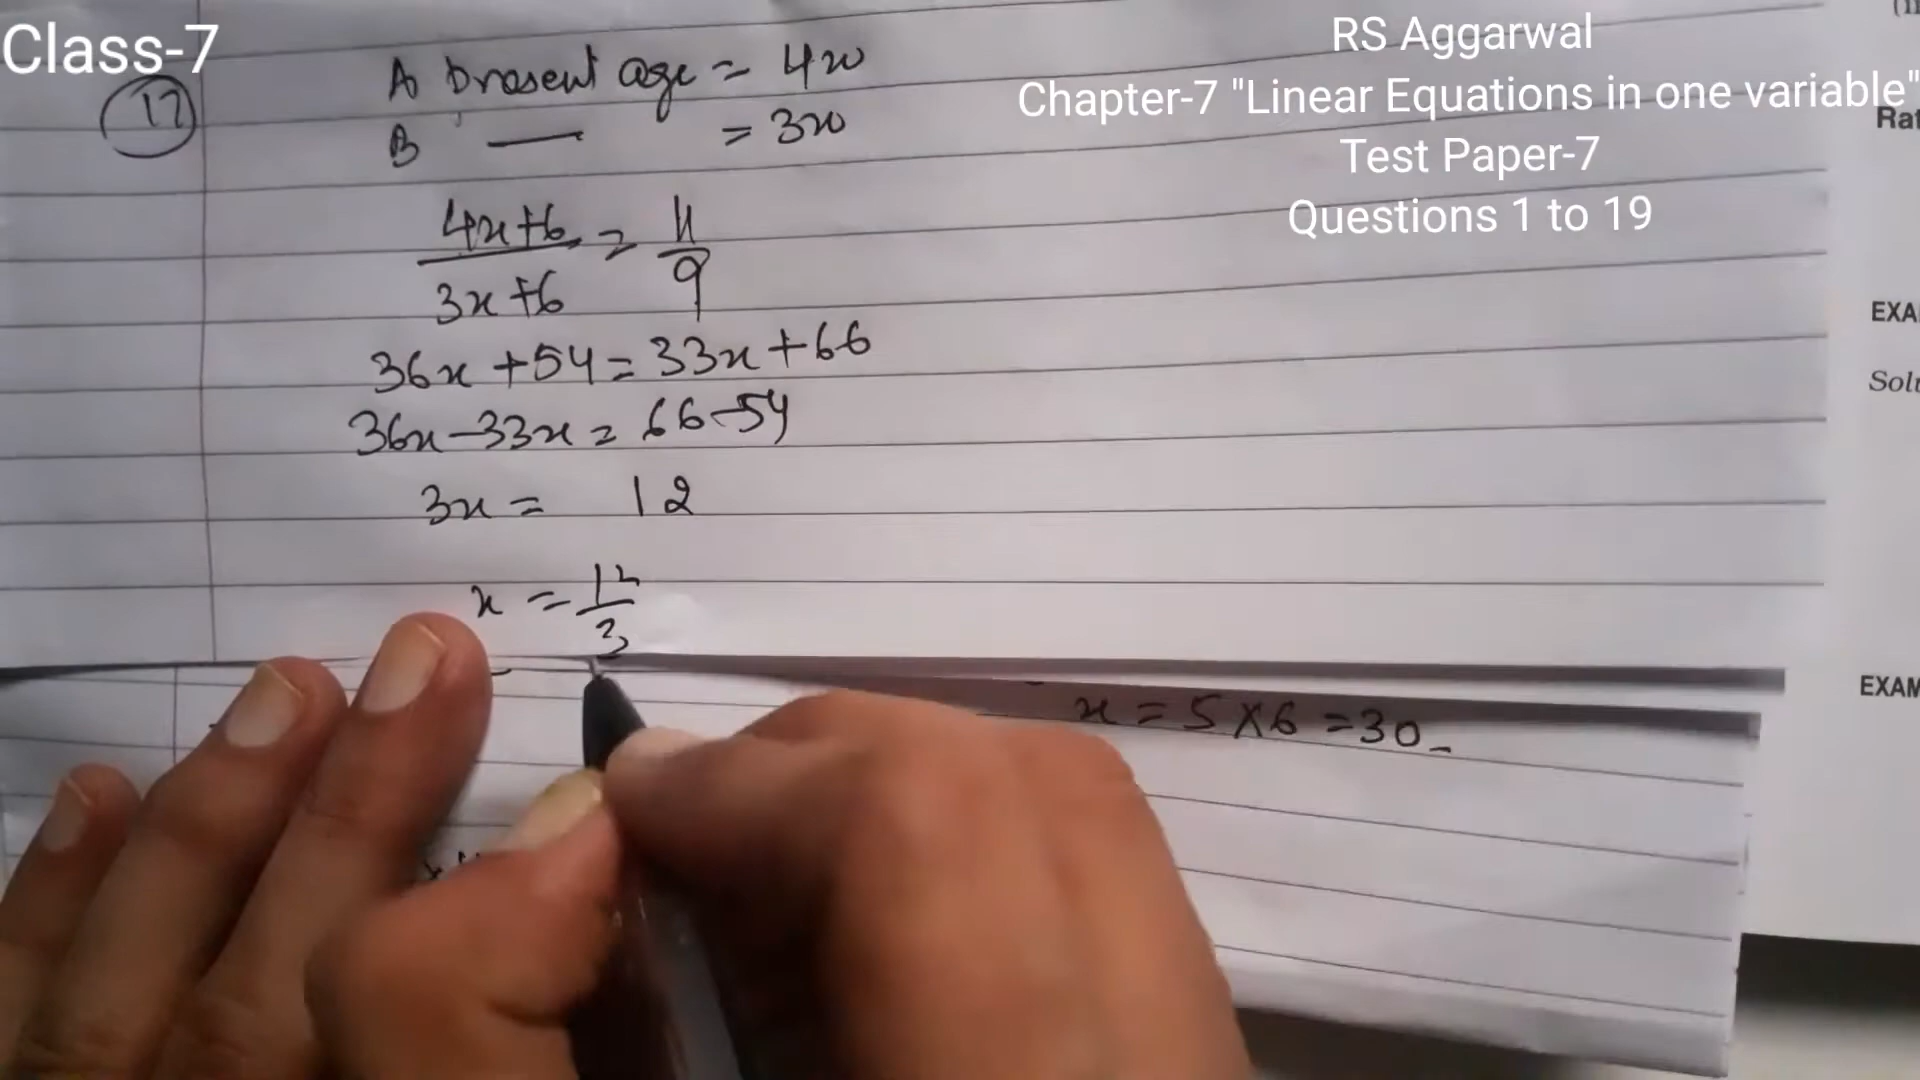 Class-7
RS Aggarwal
Chapter-7 "Linear Equations in one variable"
Test Paper-7
Questions 1 to 19
17
A present age = 4x
B — = 3x
4x+6 / 3x+6 = 11 / 9
36x + 54 = 33x + 66
36x - 33x = 66 - 54
3x = 12
x = 12 / 3
x = 5 × 6 = 30
Rat
EXA
Solu
EXAM